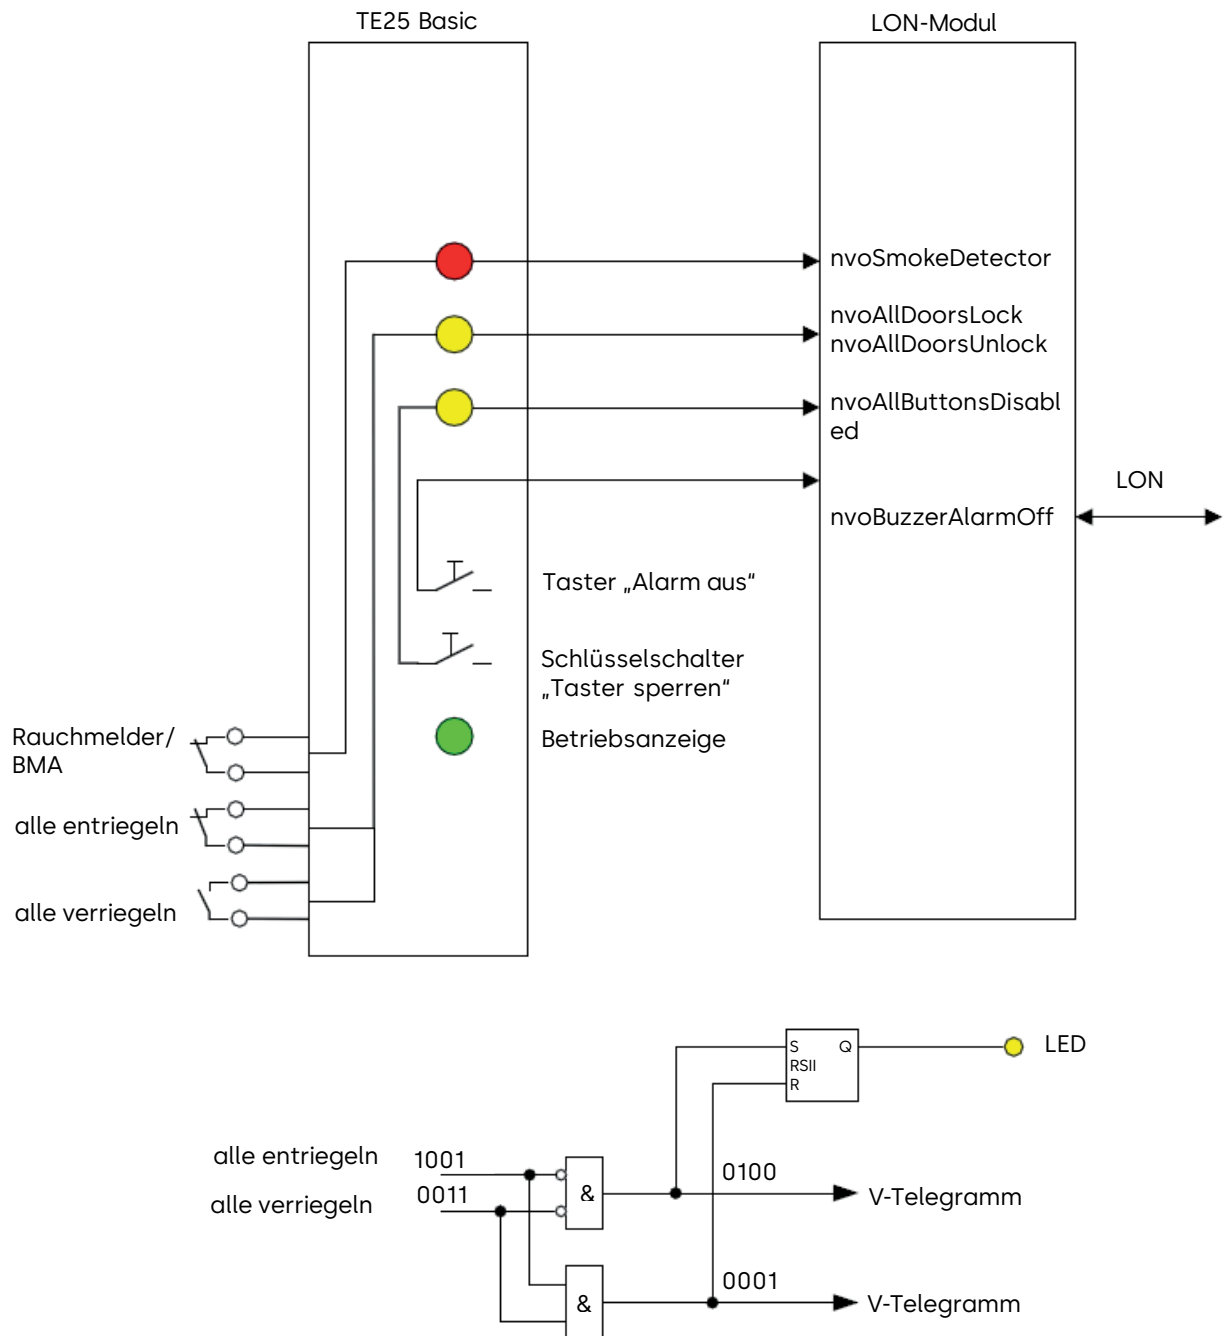 TE25 Basic
LON-Modul
nvoSmokeDetector
nvoAllDoorsLock
nvoAllDoorsUnlock
nvoAllButtonsDisabl
ed
LON
nvoBuzzerAlarmOff
Taster „Alarm aus“
Schlüsselschalter
„Taster sperren“
Betriebsanzeige
Rauchmelder/
BMA
alle entriegeln
alle verriegeln
S Q
RSII
R
LED
alle entriegeln 1001
alle verriegeln 0011
&
0100
V-Telegramm
&
0001
V-Telegramm